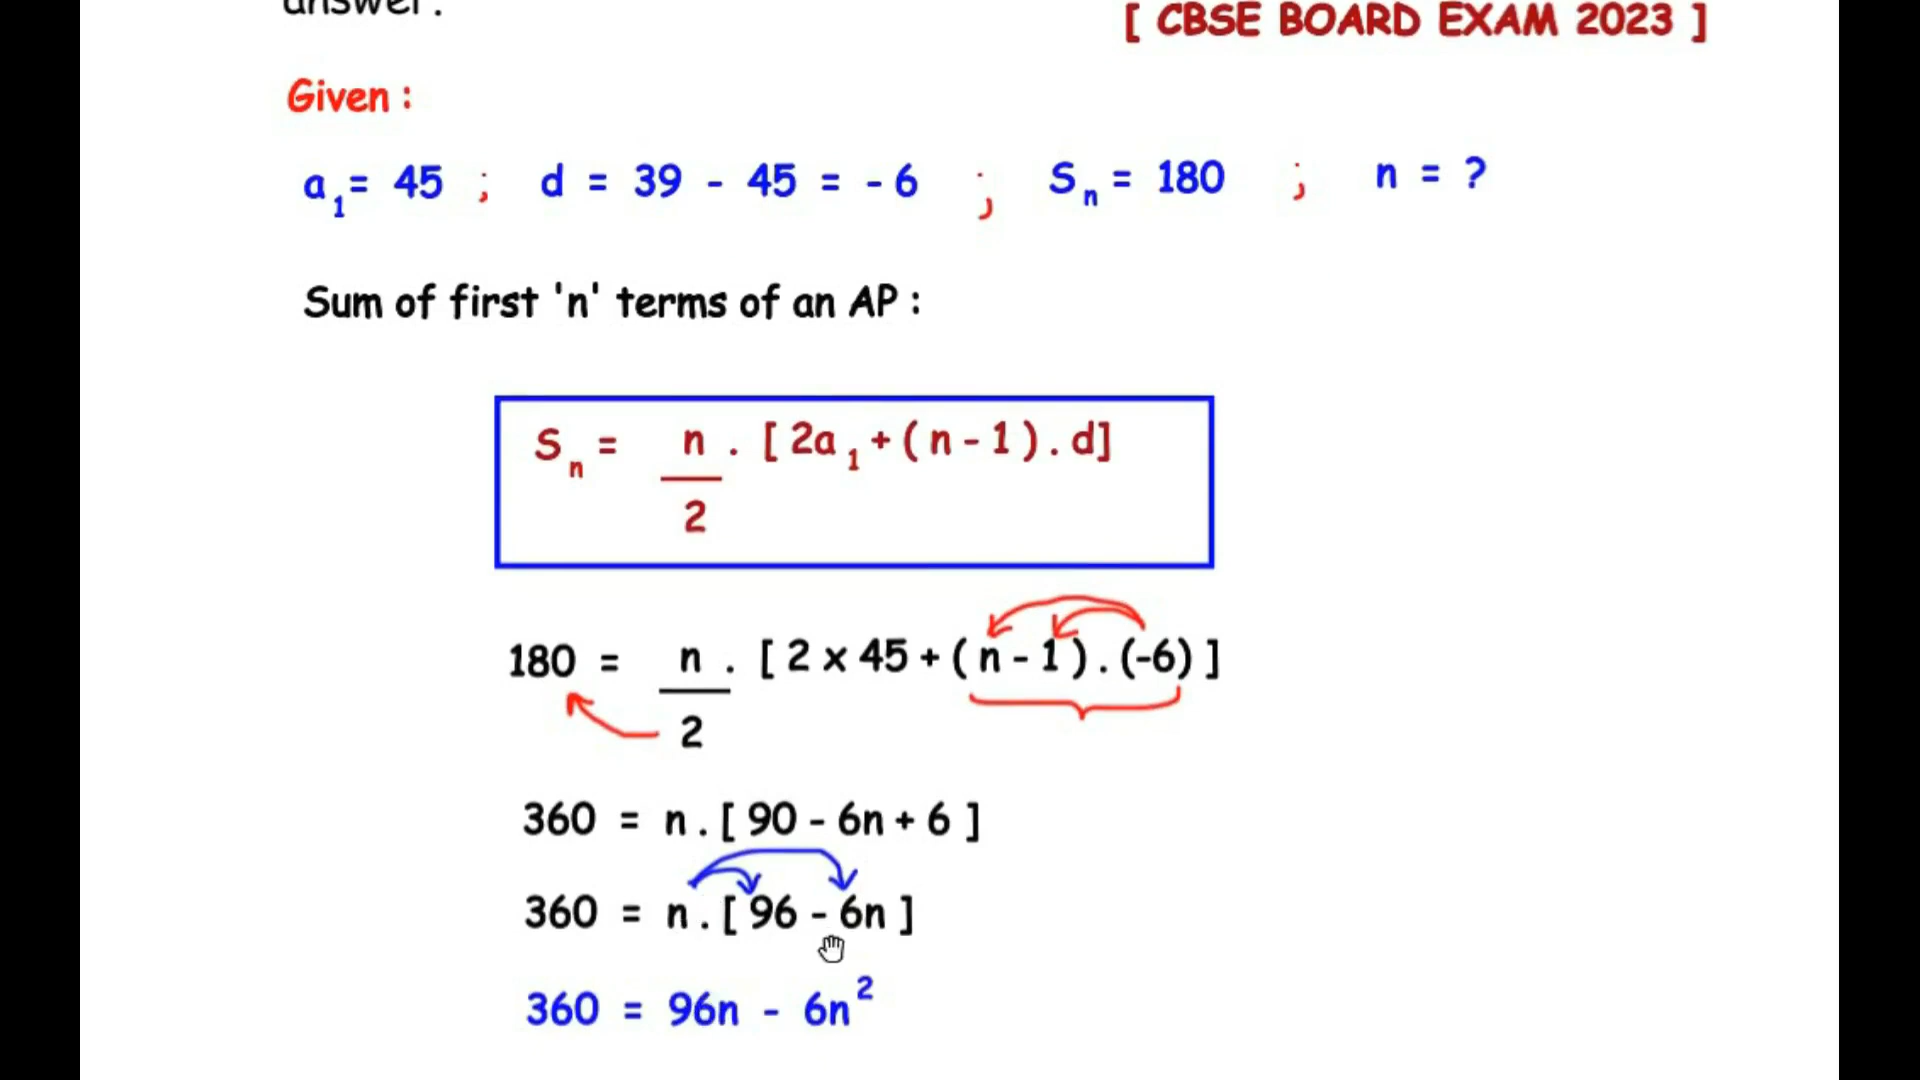 answer.
[ CBSE BOARD EXAM 2023 ]
Given :
a₁ = 45 ; d = 39 - 45 = - 6 ; Sₙ = 180 ; n = ?
Sum of first 'n' terms of an AP :
Sₙ = n/2 . [ 2a₁ + ( n - 1 ) . d]
180 = n/2 . [ 2 x 45 + ( n - 1 ) . (-6) ]
360 = n . [ 90 - 6n + 6 ]
360 = n . [ 96 - 6n ]
360 = 96n - 6n²